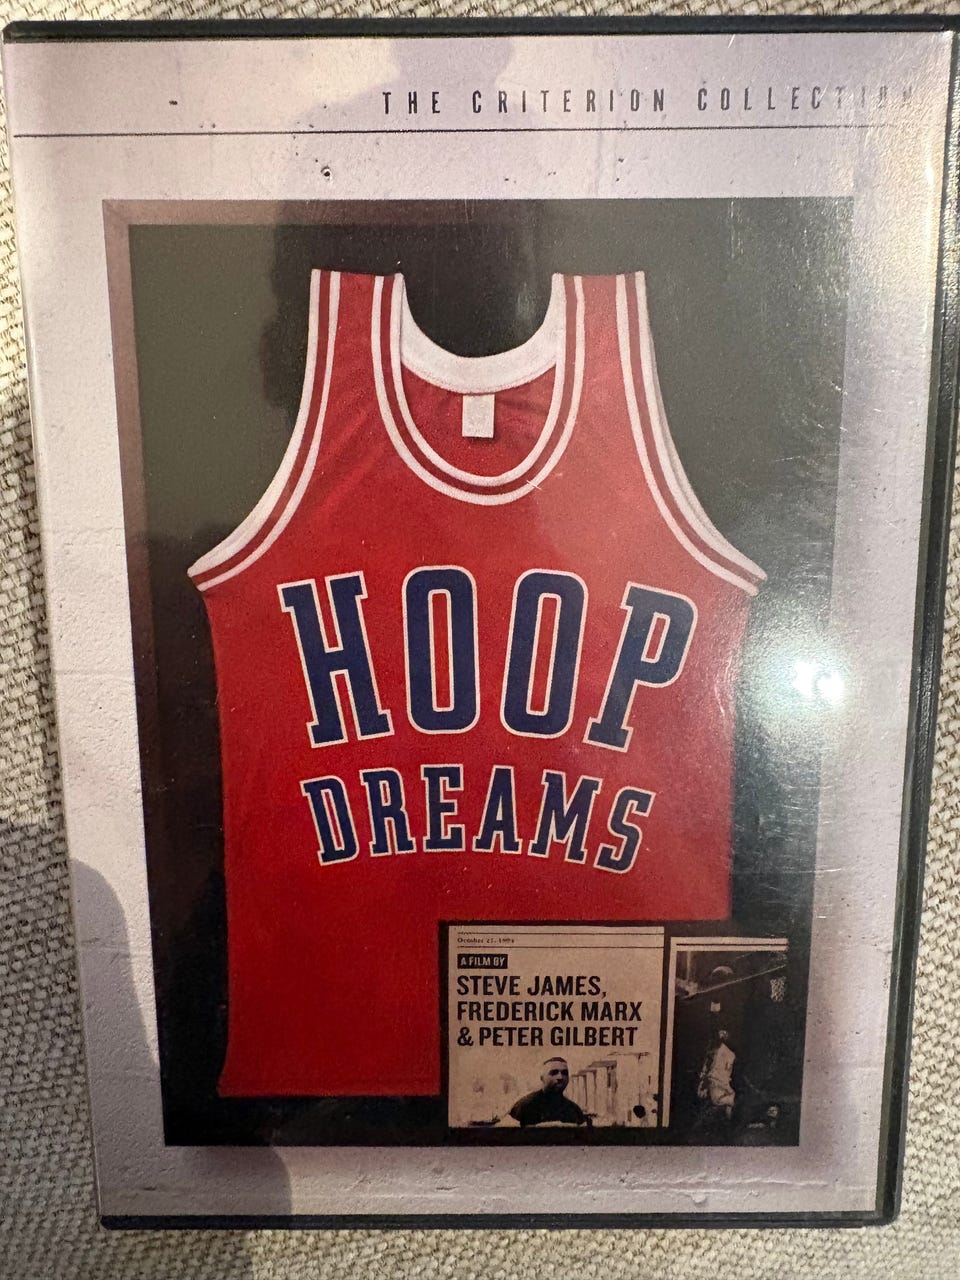 THE CRITERION COLLECTION
HOOP
DREAMS
A FILM BY
STEVE JAMES,
FREDERICK MARX
& PETER GILBERT